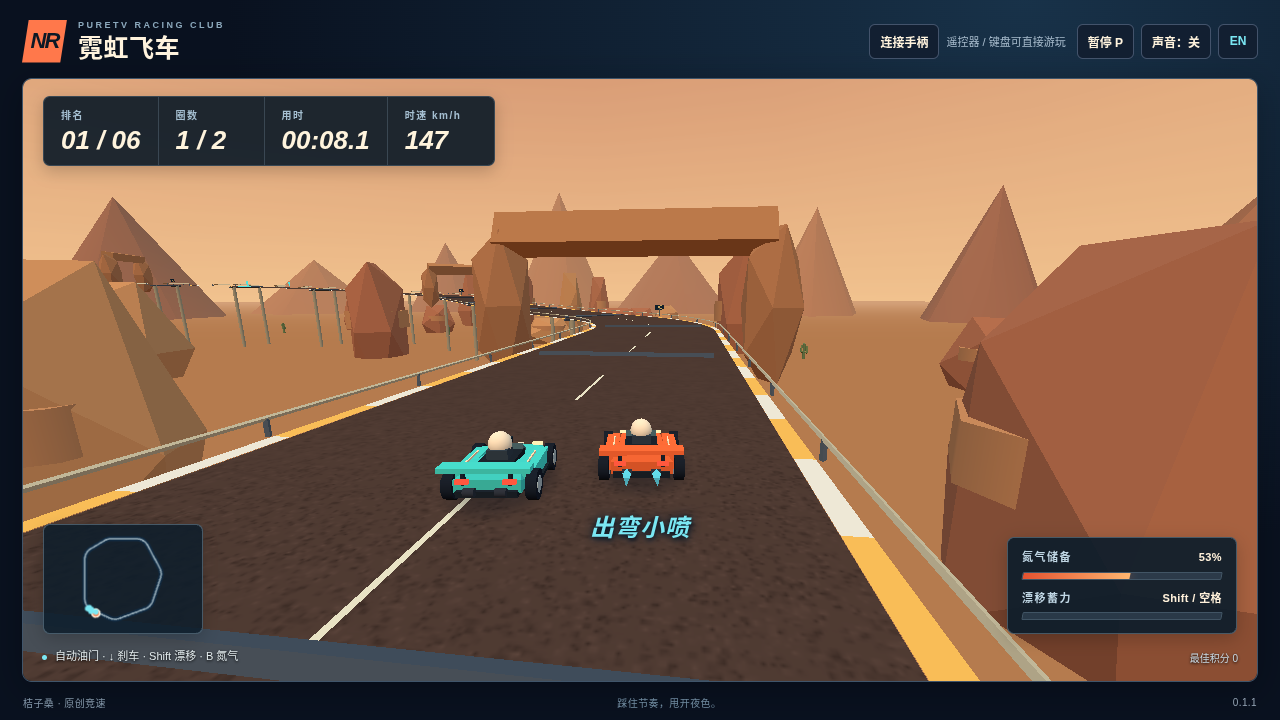 NR
PURETV RACING CLUB
霓虹飞车
连接手柄
遥控器 / 键盘可直接游玩
暂停 P
声音：关
EN
排名
01 / 06
圈数
1 / 2
用时
00:08.1
时速 km/h
147
出弯小喷
氮气储备
53%
漂移蓄力
Shift / 空格
自动油门 · ↓ 刹车 · Shift 漂移 · B 氮气
最佳积分 0
桔子桑 · 原创竞速
踩住节奏，甩开夜色。
0.1.1